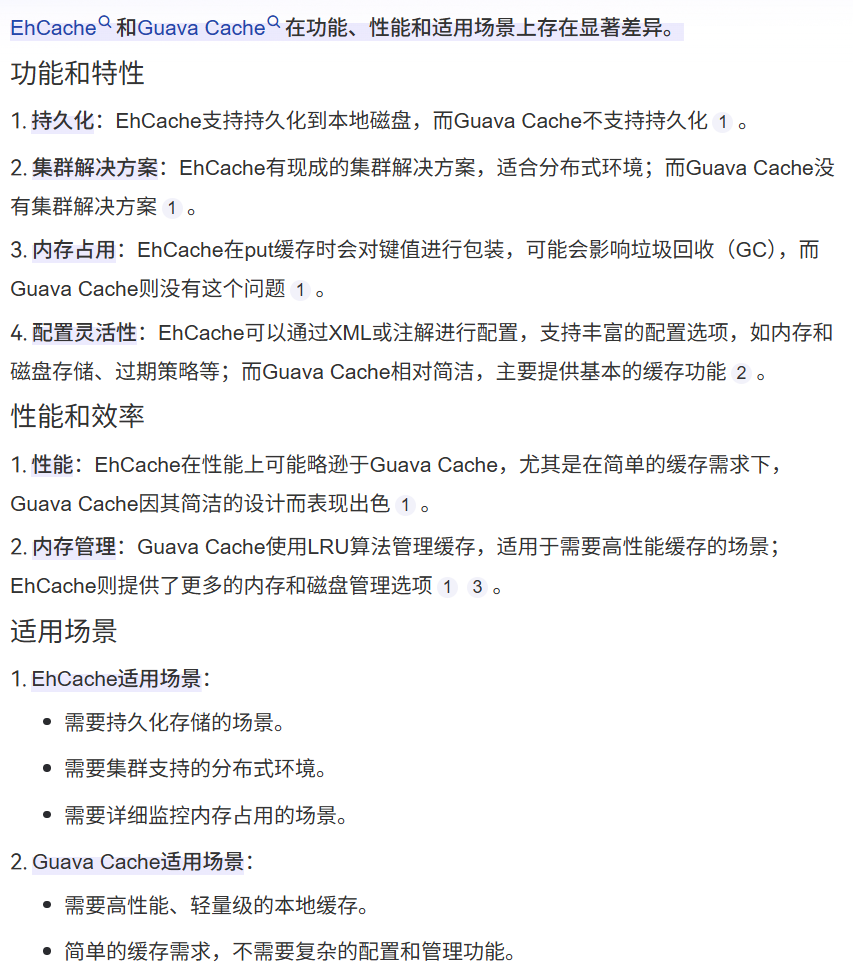 EhCache和Guava Cache在功能、性能和适用场景上存在显著差异。
功能和特性
1. 持久化：EhCache支持持久化到本地磁盘，而Guava Cache不支持持久化 1 。
2. 集群解决方案：EhCache有现成的集群解决方案，适合分布式环境；而Guava Cache没
有集群解决方案 1 。
3. 内存占用：EhCache在put缓存时会对键值进行包装，可能会影响垃圾回收（GC），而
Guava Cache则没有这个问题 1 。
4. 配置灵活性：EhCache可以通过XML或注解进行配置，支持丰富的配置选项，如内存和
磁盘存储、过期策略等；而Guava Cache相对简洁，主要提供基本的缓存功能 2 。
性能和效率
1. 性能：EhCache在性能上可能略逊于Guava Cache，尤其是在简单的缓存需求下，
Guava Cache因其简洁的设计而表现出色 1 。
2. 内存管理：Guava Cache使用LRU算法管理缓存，适用于需要高性能缓存的场景；
EhCache则提供了更多的内存和磁盘管理选项 1 3 。
适用场景
1. EhCache适用场景：
• 需要持久化存储的场景。
• 需要集群支持的分布式环境。
• 需要详细监控内存占用的场景。
2. Guava Cache适用场景：
• 需要高性能、轻量级的本地缓存。
• 简单的缓存需求，不需要复杂的配置和管理功能。